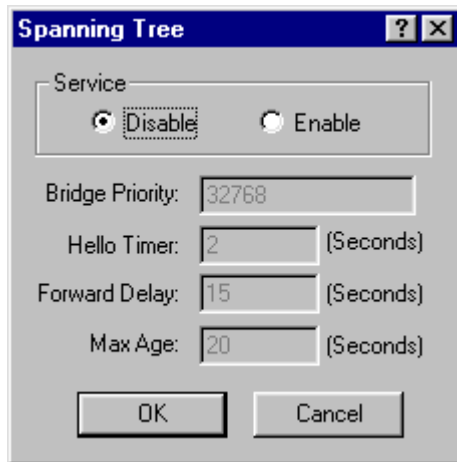 Spanning Tree
Service
Disable Enable
Bridge Priority: 32768
Hello Timer: 2 (Seconds)
Forward Delay: 15 (Seconds)
Max Age: 20 (Seconds)
OK Cancel